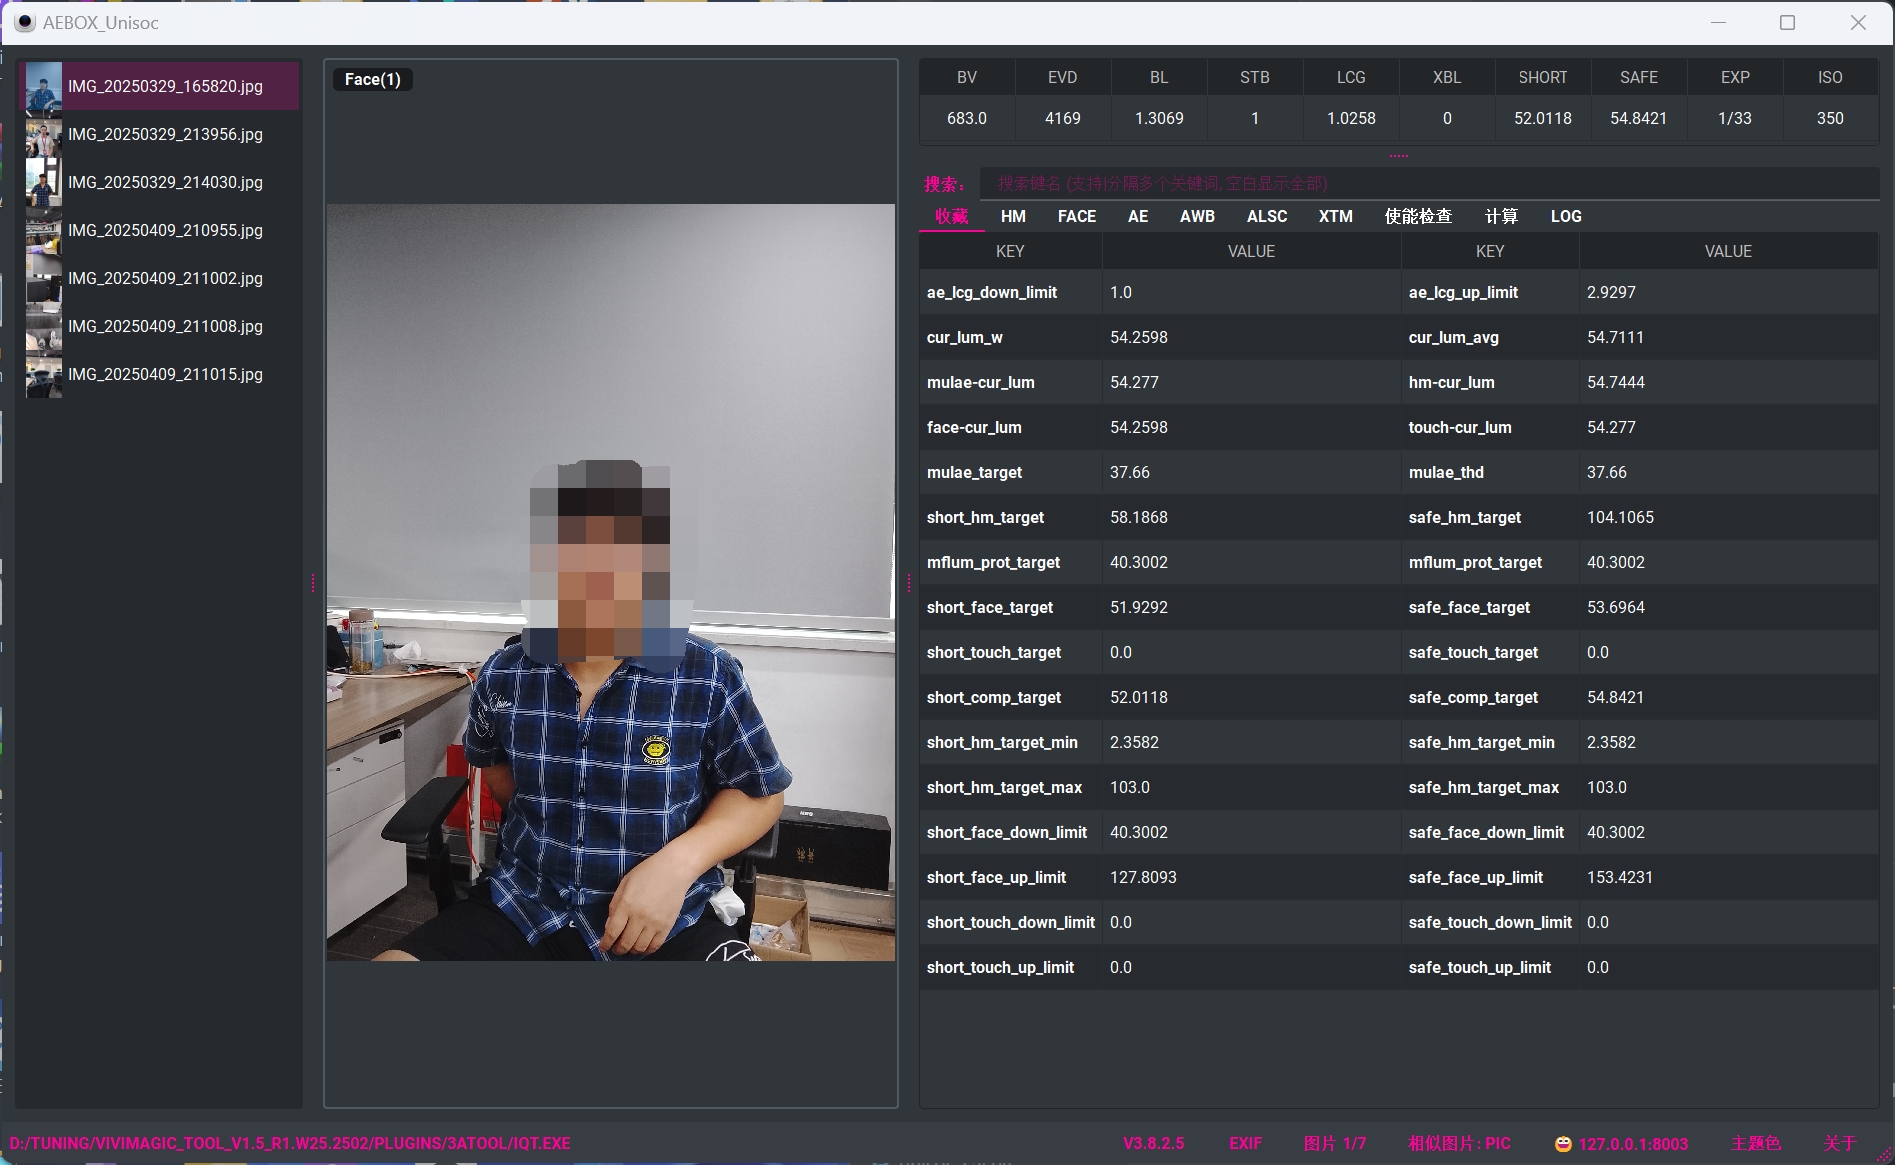 AEBOX_Unisoc
IMG_20250329_165820.jpg
IMG_20250329_213956.jpg
IMG_20250329_214030.jpg
IMG_20250409_210955.jpg
IMG_20250409_211002.jpg
IMG_20250409_211008.jpg
IMG_20250409_211015.jpg
Face(1)
BV EVD BL STB LCG XBL SHORT SAFE EXP ISO
683.0 4169 1.3069 1 1.0258 0 52.0118 54.8421 1/33 350
搜索: 搜索键名 (支持|分隔多个关键词, 空白显示全部)
收藏 HM FACE AE AWB ALSC XTM 使能检查 计算 LOG
KEY VALUE KEY VALUE
ae_lcg_down_limit 1.0 ae_lcg_up_limit 2.9297
cur_lum_w 54.2598 cur_lum_avg 54.7111
mulae-cur_lum 54.277 hm-cur_lum 54.7444
face-cur_lum 54.2598 touch-cur_lum 54.277
mulae_target 37.66 mulae_thd 37.66
short_hm_target 58.1868 safe_hm_target 104.1065
mflum_prot_target 40.3002 mflum_prot_target 40.3002
short_face_target 51.9292 safe_face_target 53.6964
short_touch_target 0.0 safe_touch_target 0.0
short_comp_target 52.0118 safe_comp_target 54.8421
short_hm_target_min 2.3582 safe_hm_target_min 2.3582
short_hm_target_max 103.0 safe_hm_target_max 103.0
short_face_down_limit 40.3002 safe_face_down_limit 40.3002
short_face_up_limit 127.8093 safe_face_up_limit 153.4231
short_touch_down_limit 0.0 safe_touch_down_limit 0.0
short_touch_up_limit 0.0 safe_touch_up_limit 0.0
D:/TUNING/VIVIMAGIC_TOOL_V1.5_R1.W25.2502/PLUGINS/3ATOOL/IQT.EXE V3.8.2.5 EXIF 图片 1/7 相似图片: PIC 127.0.0.1:8003 主题色 关于